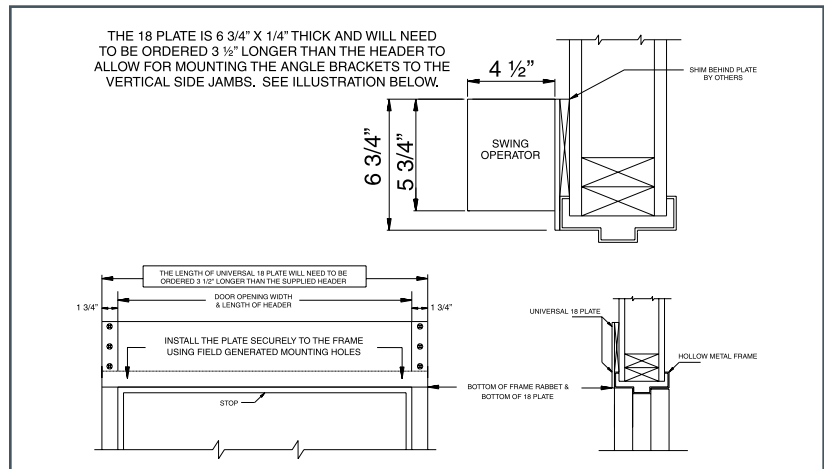 THE 18 PLATE IS 6 3/4” X 1/4” THICK AND WILL NEED
TO BE ORDERED 3 ½” LONGER THAN THE HEADER TO
ALLOW FOR MOUNTING THE ANGLE BRACKETS TO THE
VERTICAL SIDE JAMBS. SEE ILLUSTRATION BELOW.
4 ½”
SHIM BEHIND PLATE
BY OTHERS
6 3/4”
5 3/4”
SWING
OPERATOR
THE LENGTH OF UNIVERSAL 18 PLATE WILL NEED TO BE
ORDERED 3 1/2” LONGER THAN THE SUPPLIED HEADER
1 3/4”
DOOR OPENING WIDTH
& LENGTH OF HEADER
1 3/4”
INSTALL THE PLATE SECURELY TO THE FRAME
USING FIELD GENERATED MOUNTING HOLES
STOP
UNIVERSAL 18 PLATE
HOLLOW METAL FRAME
BOTTOM OF FRAME RABBET &
BOTTOM OF 18 PLATE